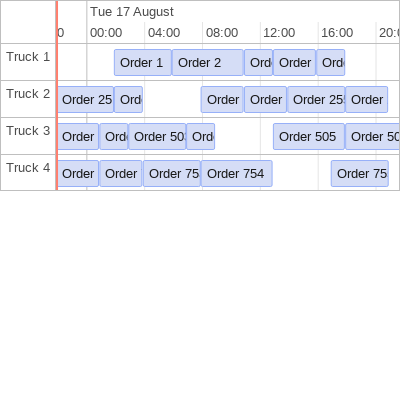 Tue 17 August
0 00:00 04:00 08:00 12:00 16:00 20:0
Truck 1 Order 1 Order 2 Ord Order Ord
Truck 2 Order 25 Ord Order Order Order 25 Order
Truck 3 Order Ord Order 50 Ord Order 505 Order 50
Truck 4 Order Order Order 75 Order 754 Order 75